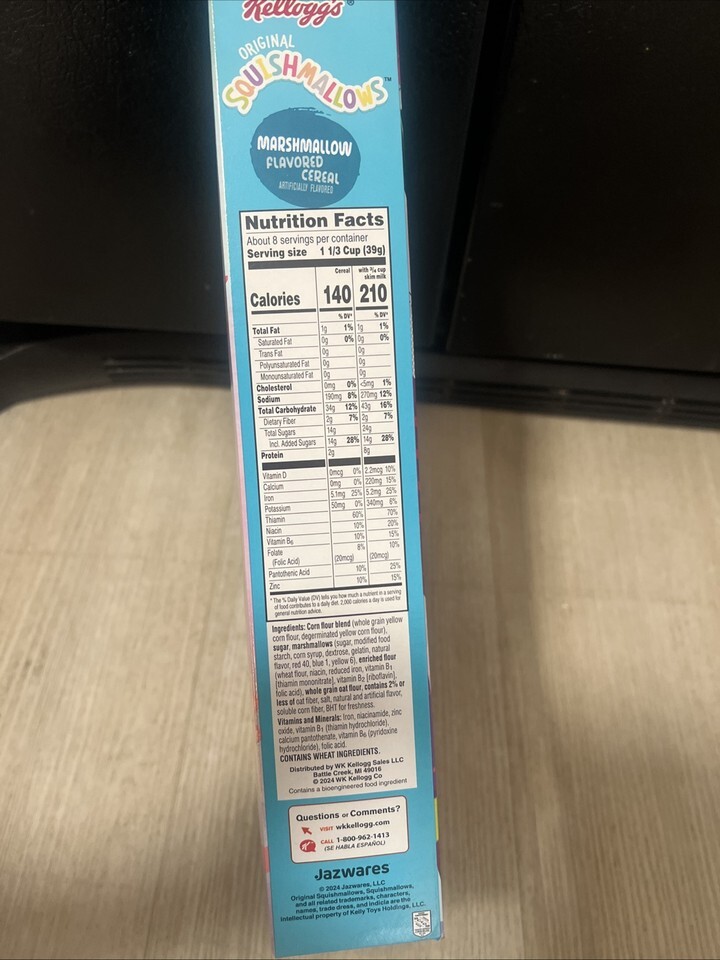 Kellogg's®
ORIGINAL
SQUISHMALLOWS™
MARSHMALLOW
FLAVORED
CEREAL
ARTIFICIALLY FLAVORED
Nutrition Facts
About 8 servings per container
Serving size 1 1/3 Cup (39g)
Cereal with ¾ cup
skim milk
Calories 140 210
% DV* % DV*
Total Fat 1g 1% 1g 1%
Saturated Fat 0g 0% 0g 0%
Trans Fat 0g 0g
Polyunsaturated Fat 0g 0g
Monounsaturated Fat 0g 0g
Cholesterol 0mg 0% <5mg 1%
Sodium 190mg 8% 270mg 12%
Total Carbohydrate 34g 12% 43g 16%
Dietary Fiber 2g 7% 2g 7%
Total Sugars 14g 24g
Incl. Added Sugars 14g 28% 14g 28%
Protein 2g 8g
Vitamin D 0mcg 0% 2.2mcg 10%
Calcium 0mg 0% 220mg 15%
Iron 5.1mg 25% 5.2mg 25%
Potassium 50mg 0% 340mg 6%
Thiamin 60% 70%
Niacin 10% 20%
Vitamin B6 10% 15%
Folate 8% 10%
(Folic Acid) (20mcg) (20mcg)
Pantothenic Acid 10% 25%
Zinc 10% 15%
* The % Daily Value (DV) tells you how much a nutrient in a serving
of food contributes to a daily diet. 2,000 calories a day is used for
general nutrition advice.
Ingredients: Corn flour blend (whole grain yellow
corn flour, degerminated yellow corn flour),
sugar, marshmallows (sugar, modified food
starch, corn syrup, dextrose, gelatin, natural
flavor, red 40, blue 1, yellow 6), enriched flour
(wheat flour, niacin, reduced iron, vitamin B1
[thiamin mononitrate], vitamin B2 [riboflavin],
folic acid), whole grain oat flour, contains 2% or
less of oat fiber, salt, natural and artificial flavor,
soluble corn fiber, BHT for freshness.
Vitamins and Minerals: Iron, niacinamide, zinc
oxide, vitamin B1 (thiamin hydrochloride),
calcium pantothenate, vitamin B6 (pyridoxine
hydrochloride), folic acid.
CONTAINS WHEAT INGREDIENTS.
Distributed by WK Kellogg Sales LLC
Battle Creek, MI 49016
© 2024 WK Kellogg Co
Contains a bioengineered food ingredient
Questions or Comments?
VISIT wkkellogg.com
CALL 1-800-962-1413
(SE HABLA ESPAÑOL)
Jazwares
© 2024 Jazwares, LLC
Original Squishmallows, Squishmallows,
and all related trademarks, characters,
names, trade dress, and indicia are the
intellectual property of Kelly Toys Holdings, LLC.